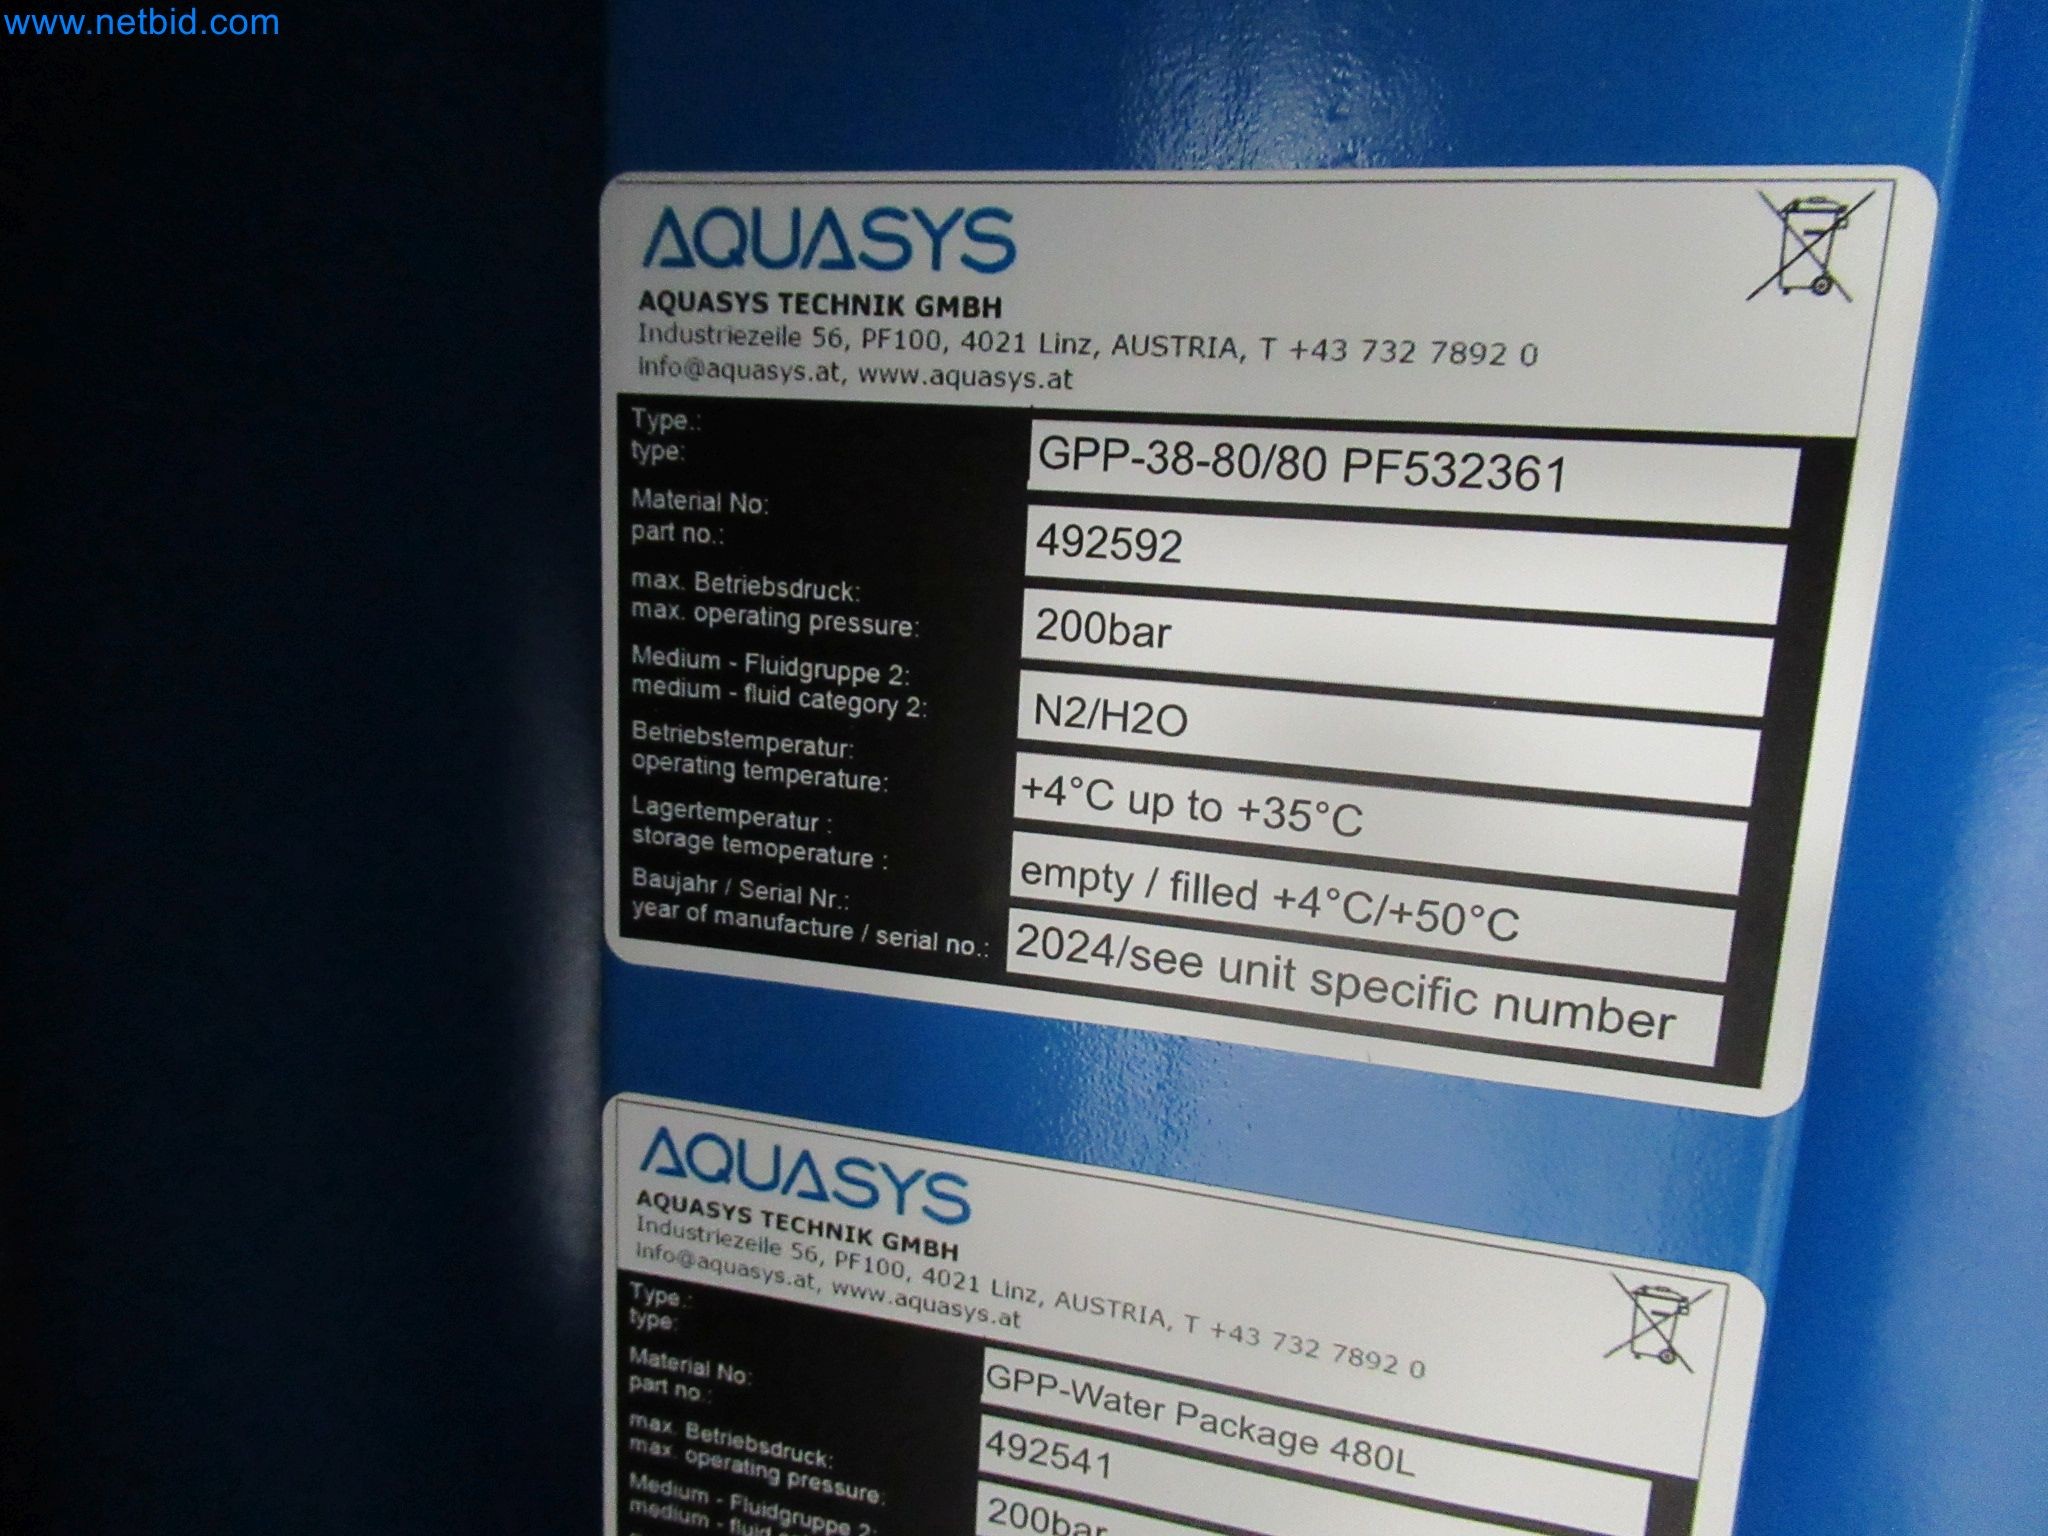 www.netbid.com
AQUASYS
AQUASYS TECHNIK GMBH
Industriezeile 56, PF100, 4021 Linz, AUSTRIA, T +43 732 7892 0
info@aquasys.at, www.aquasys.at
Type.:
type:
GPP-38-80/80 PF532361
Material No:
part no.:
492592
max. Betriebsdruck:
max. operating pressure:
200bar
Medium - Fluidgruppe 2:
medium - fluid category 2:
N2/H2O
Betriebstemperatur:
operating temperature:
+4°C up to +35°C
Lagertemperatur :
storage temoperature :
empty / filled +4°C/+50°C
Baujahr / Serial Nr.:
year of manufacture / serial no.:
2024/see unit specific number
AQUASYS
AQUASYS TECHNIK GMBH
Industriezeile 56, PF100, 4021 Linz, AUSTRIA, T +43 732 7892 0
info@aquasys.at, www.aquasys.at
Type.:
type:
GPP-Water Package 480L
Material No:
part no.:
492541
max. Betriebsdruck:
max. operating pressure:
200bar
Medium - Fluidgruppe 2:
medium - fluid